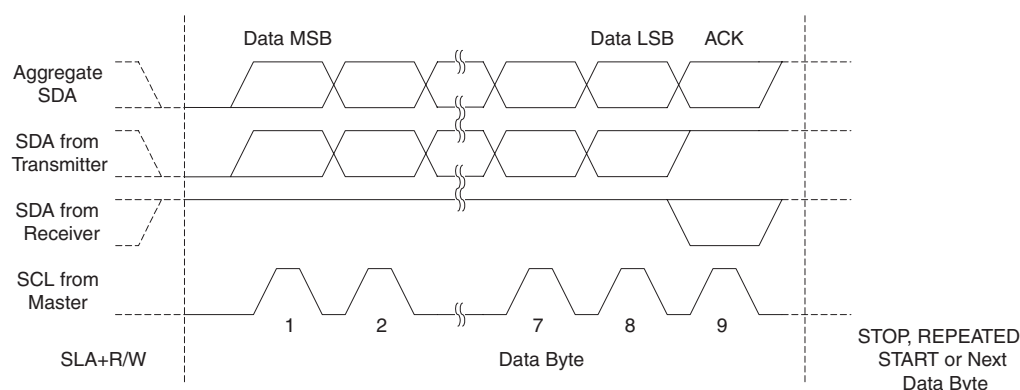 Data MSB
Data LSB
ACK
Aggregate
SDA
SDA from
Transmitter
SDA from
Receiver
SCL from
Master
1
2
7
8
9
SLA+R/W
Data Byte
STOP, REPEATED
START or Next
Data Byte